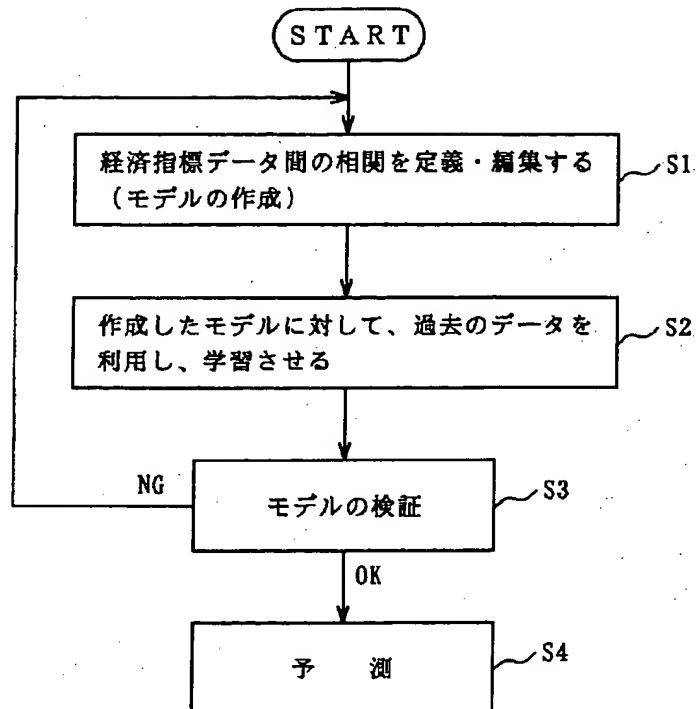 START
経済指標データ間の相関を定義・編集する
(モデルの作成)
S1
作成したモデルに対して、過去のデータを
利用し、学習させる
S2
モデルの検証
S3
NG
OK
予 測
S4